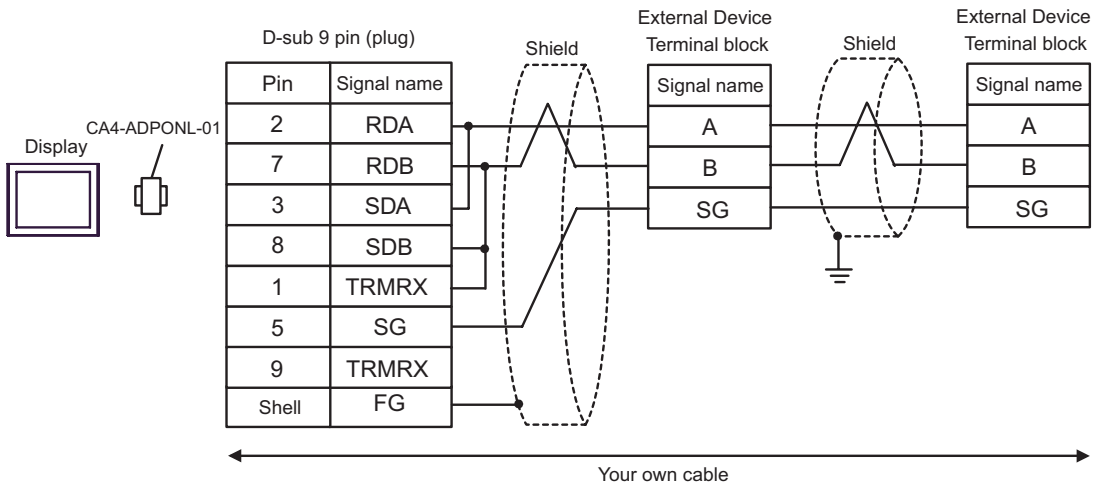 External Device
Terminal block
External Device
Terminal block
D-sub 9 pin (plug)
Shield
Shield
Pin Signal name
Signal name
Signal name
CA4-ADPONL-01
Display
2 RDA
A
A
7 RDB
B
B
3 SDA
SG
SG
8 SDB
1 TRMRX
5 SG
9 TRMRX
Shell FG
Your own cable